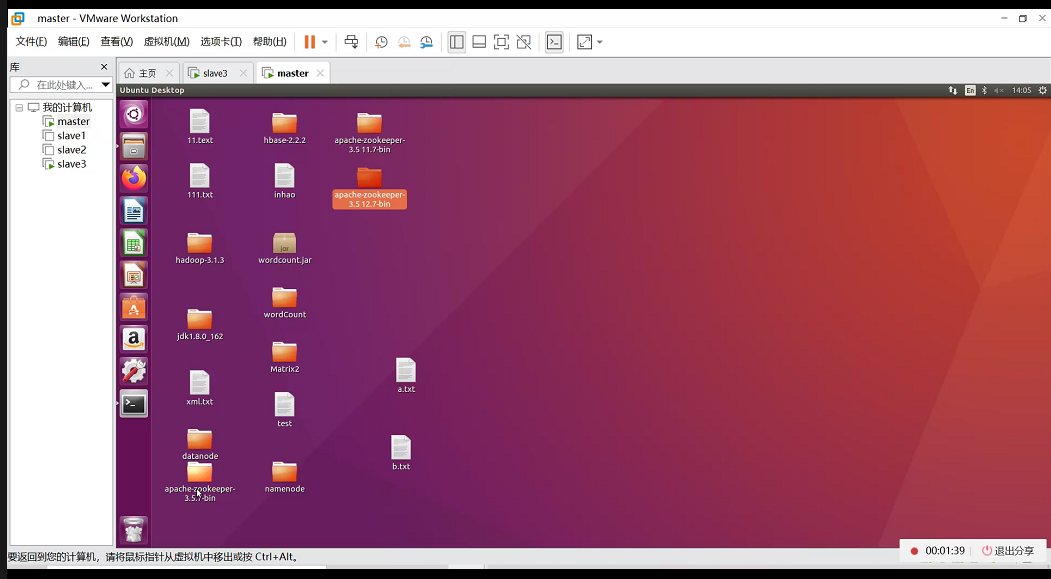 master - VMware Workstation
文件(F) 编辑(E) 查看(V) 虚拟机(M) 选项卡(T) 帮助(H)
库
在此处键入...
我的计算机
master
slave1
slave2
slave3
主页
slave3
master
Ubuntu Desktop
En
14:05
11.text
hbase-2.2.2
apache-zookeeper-
3.5 11.7-bin
111.txt
inhao
apache-zookeeper-
3.5 12.7-bin
hadoop-3.1.3
jar
wordcount.jar
wordCount
jdk1.8.0_162
Matrix2
a.txt
xml.txt
test
datanode
b.txt
apache-zookeeper-
3.5.7-bin
namenode
要返回到您的计算机，请将鼠标指针从虚拟机中移出或按 Ctrl+Alt。
00:01:39
退出分享